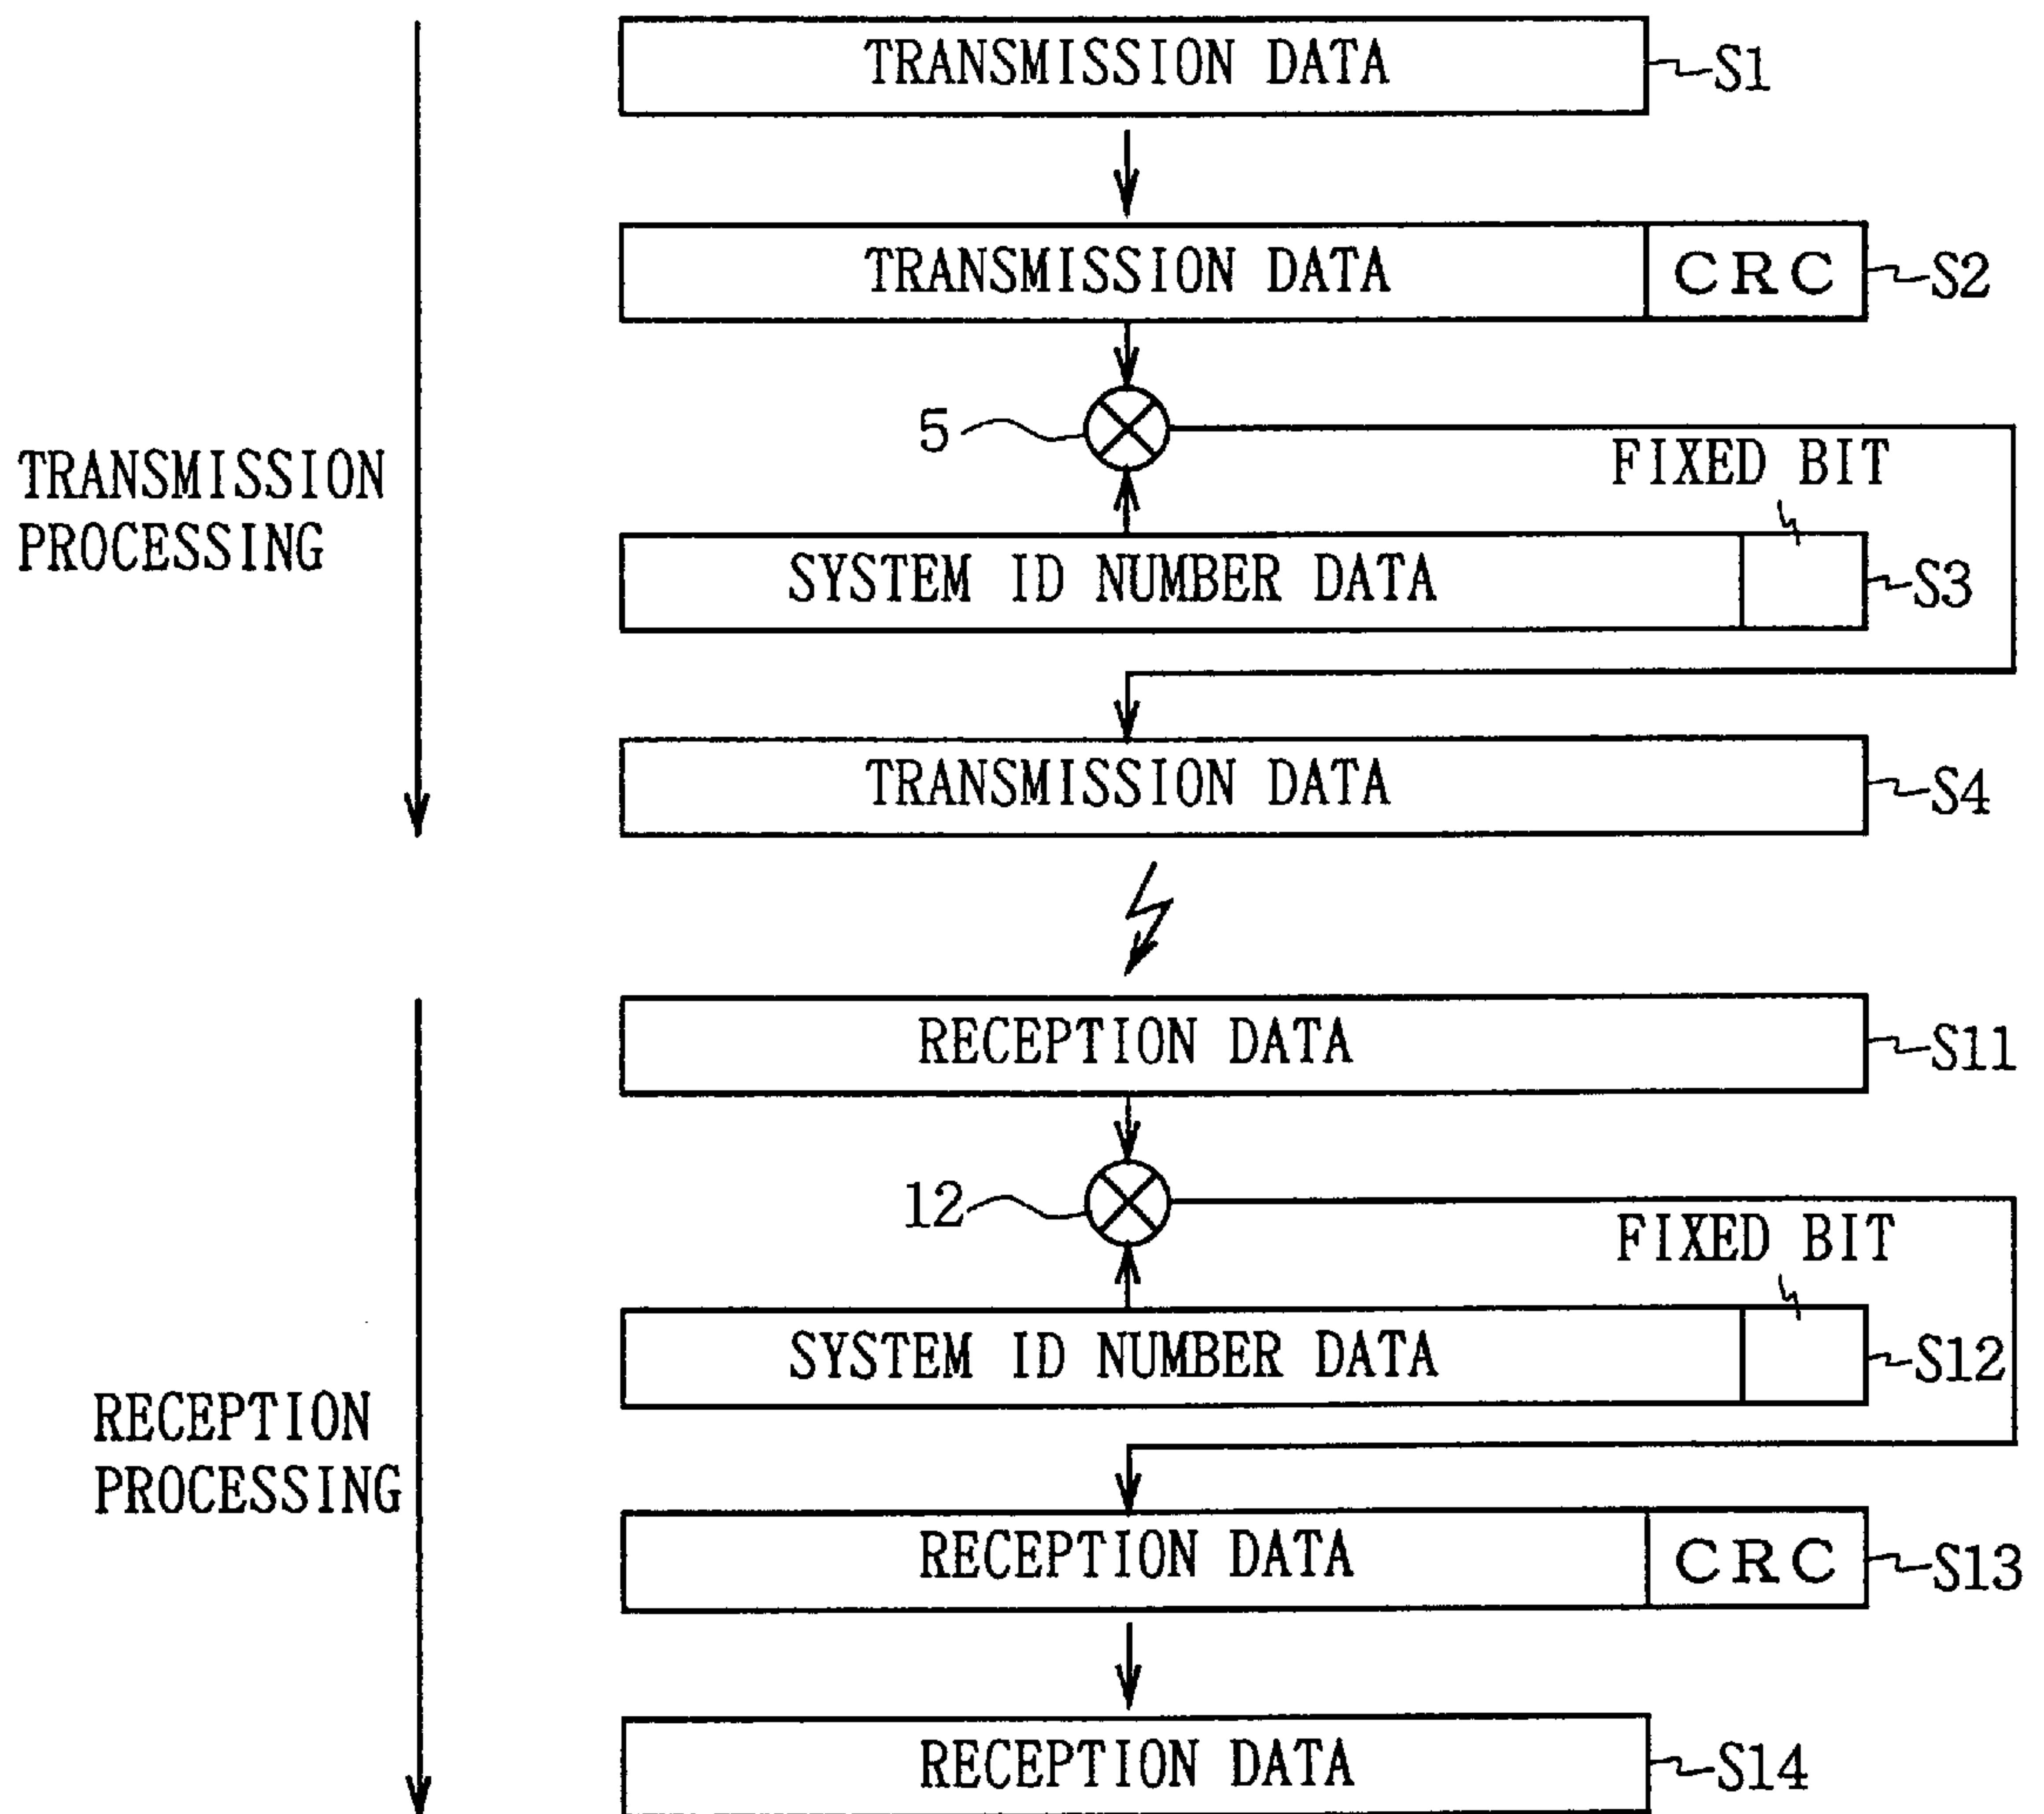 TRANSMISSION DATA
S1
TRANSMISSION DATA
CRC
S2
5
FIXED BIT
TRANSMISSION
PROCESSING
SYSTEM ID NUMBER DATA
S3
TRANSMISSION DATA
S4
RECEPTION DATA
S11
12
FIXED BIT
SYSTEM ID NUMBER DATA
S12
RECEPTION
PROCESSING
RECEPTION DATA
CRC
S13
RECEPTION DATA
S14